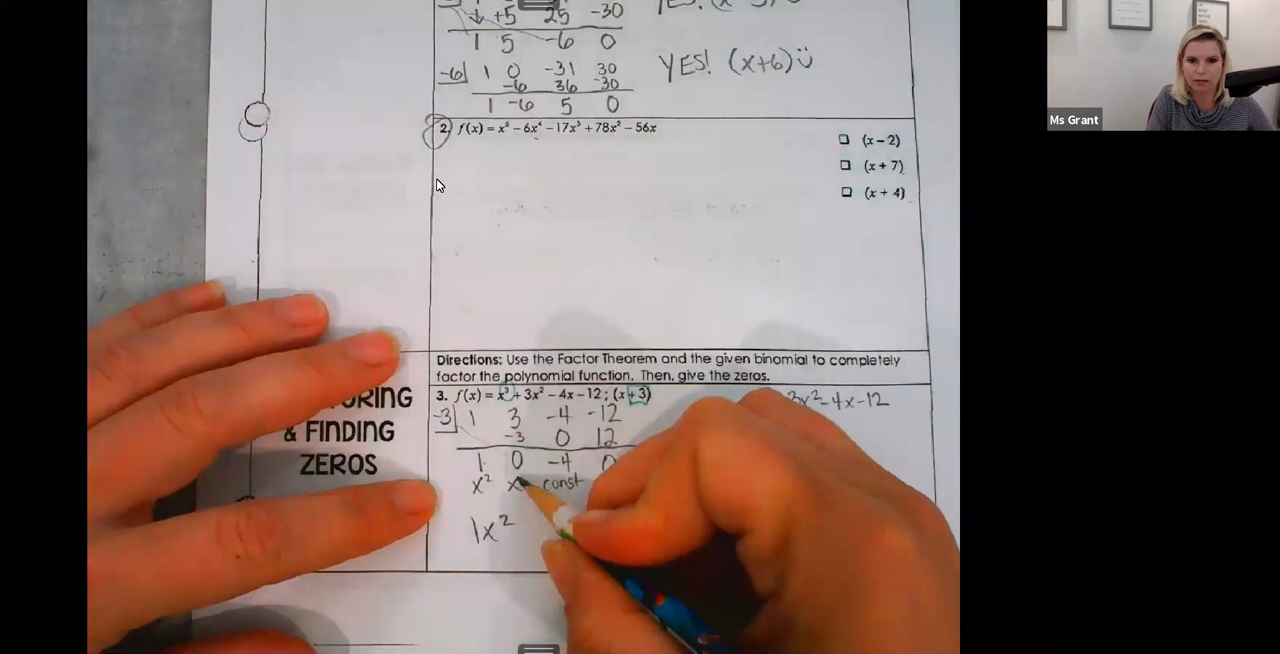 ↓ +5 25 -30
1 5 -6 0
-6 1 0 -31 30
-6 36 -30
1 -6 5 0
YES! (x+6)
2. f(x) = x⁵ − 6x⁴ − 17x³ + 78x² − 56x
(x − 2)
(x + 7)
(x + 4)
Directions: Use the Factor Theorem and the given binomial to completely
factor the polynomial function. Then, give the zeros.
& FINDING
ZEROS
3. f(x) = x³ + 3x² − 4x − 12; (x + 3)
-3 1 3 -4 -12
-3 0 12
1 0 -4 0
x² x const
1x²
3x²-4x-12
Ms Grant